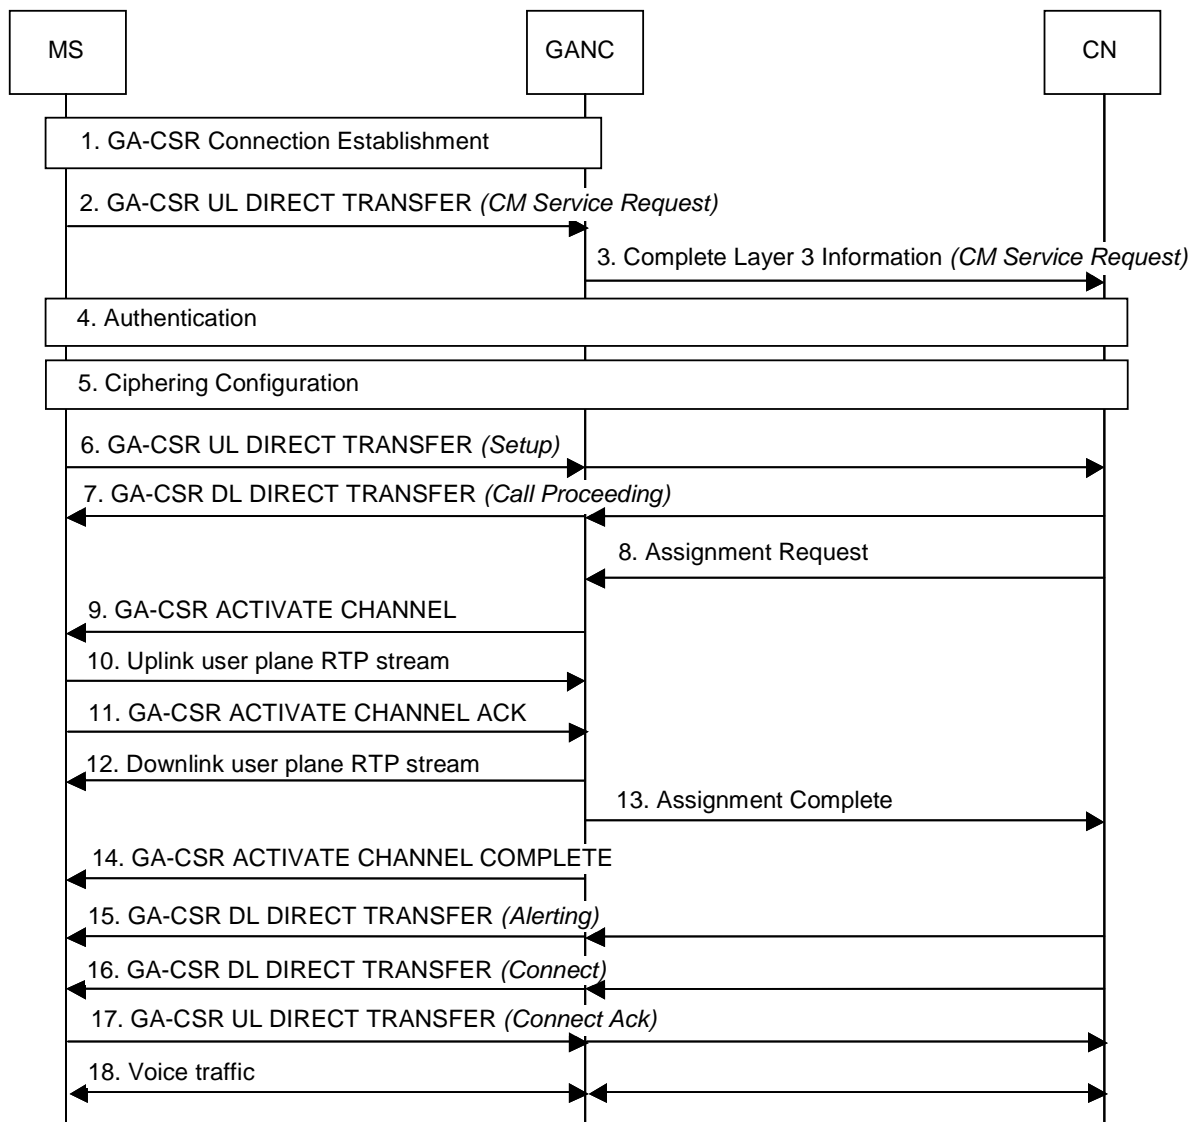 MS
GANC
CN
1. GA-CSR Connection Establishment
2. GA-CSR UL DIRECT TRANSFER (CM Service Request)
3. Complete Layer 3 Information (CM Service Request)
4. Authentication
5. Ciphering Configuration
6. GA-CSR UL DIRECT TRANSFER (Setup)
7. GA-CSR DL DIRECT TRANSFER (Call Proceeding)
8. Assignment Request
9. GA-CSR ACTIVATE CHANNEL
10. Uplink user plane RTP stream
11. GA-CSR ACTIVATE CHANNEL ACK
12. Downlink user plane RTP stream
13. Assignment Complete
14. GA-CSR ACTIVATE CHANNEL COMPLETE
15. GA-CSR DL DIRECT TRANSFER (Alerting)
16. GA-CSR DL DIRECT TRANSFER (Connect)
17. GA-CSR UL DIRECT TRANSFER (Connect Ack)
18. Voice traffic